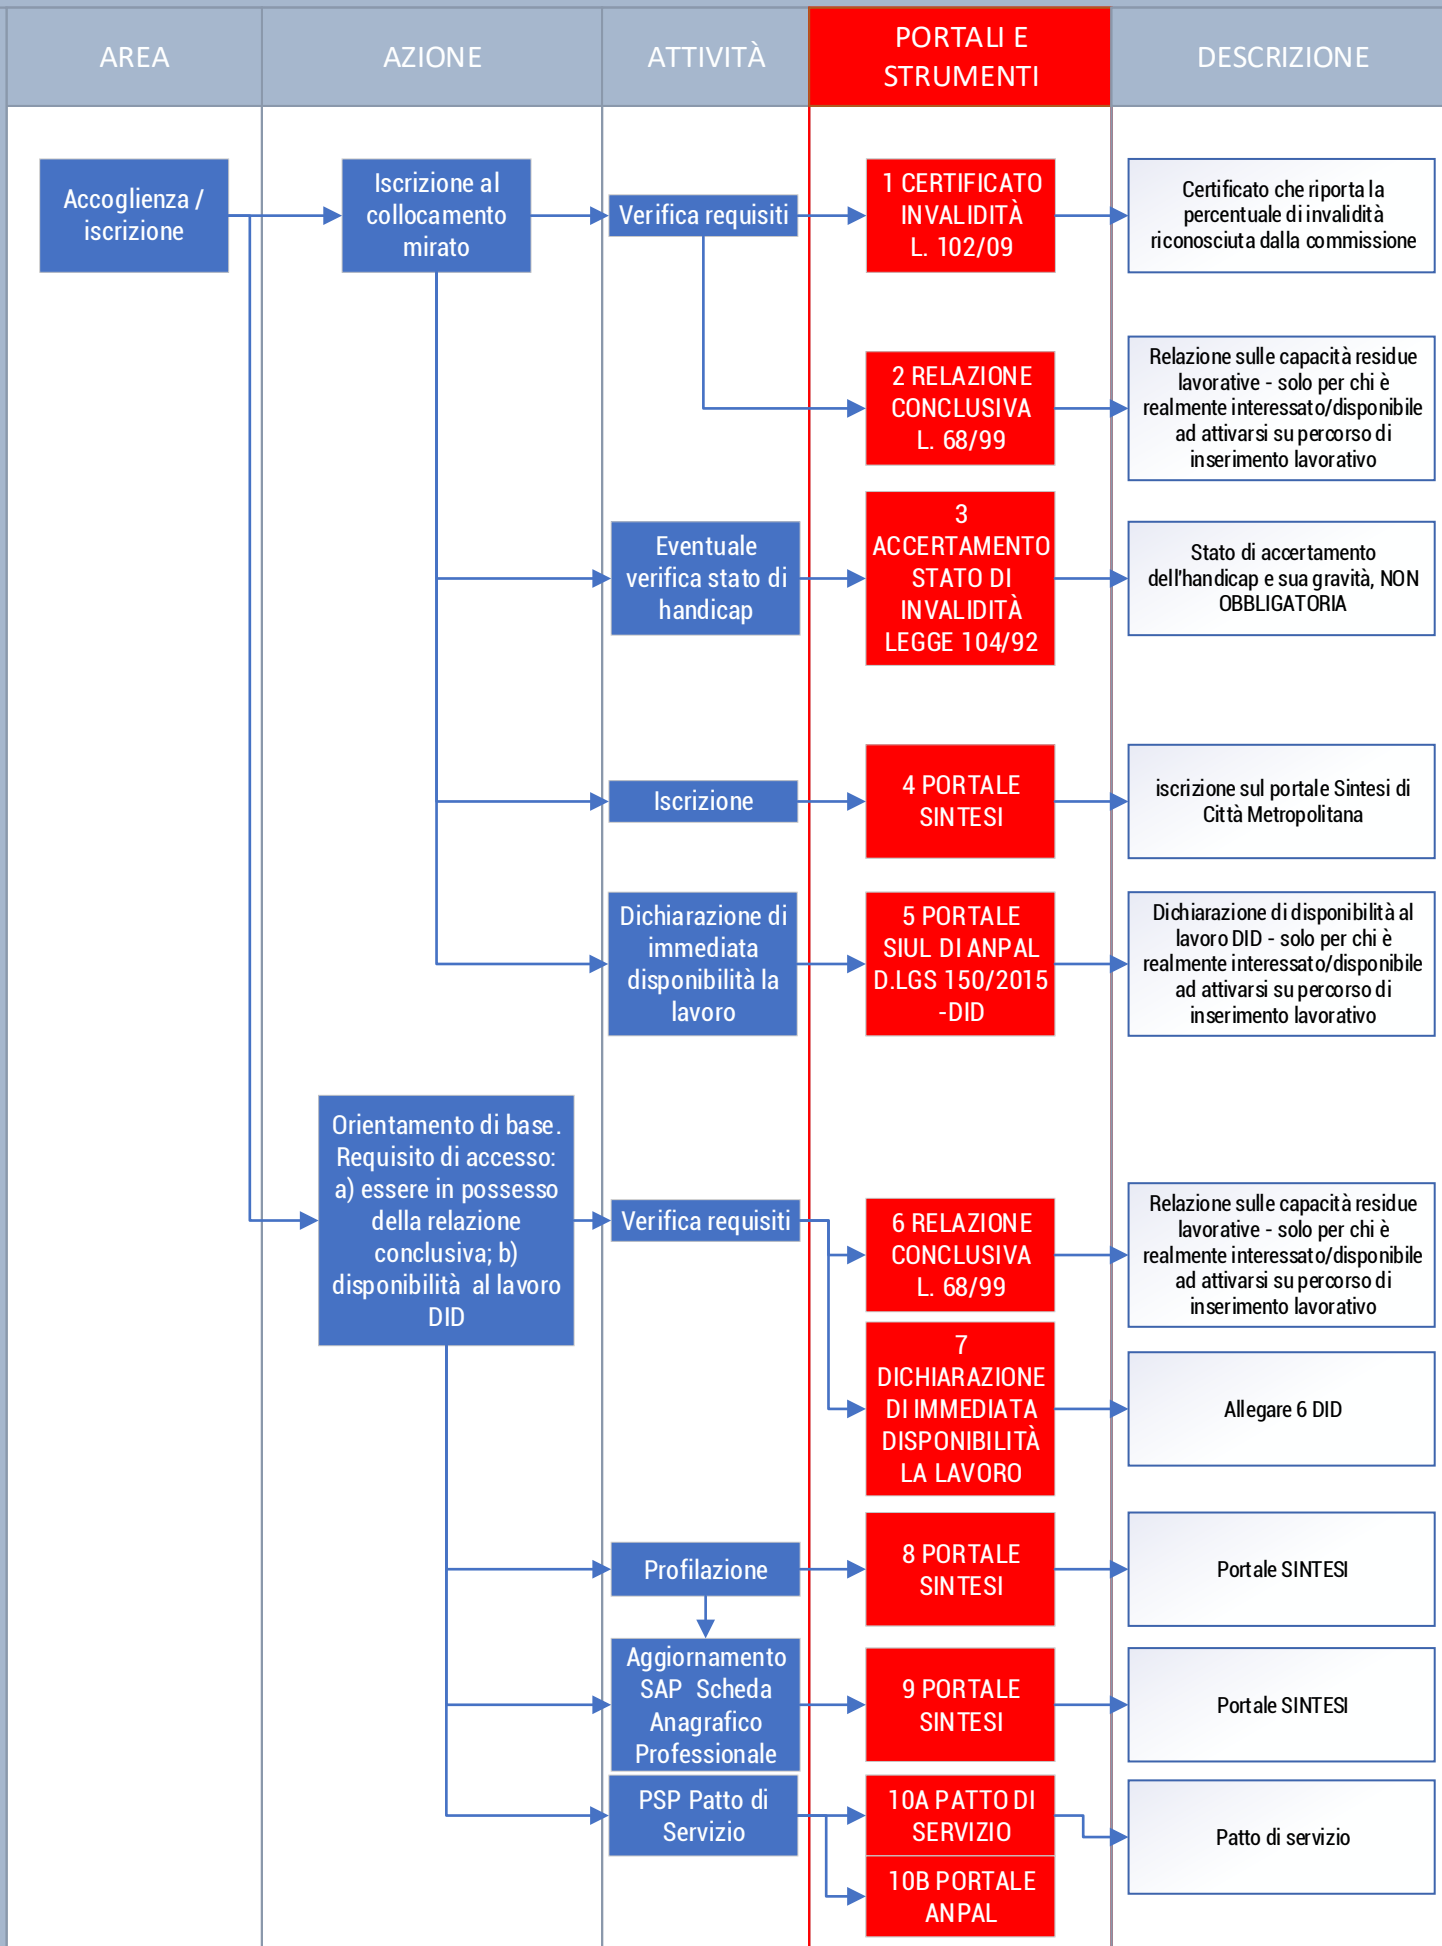 AREA
AZIONE
ATTIVITÀ
PORTALI E
STRUMENTI
DESCRIZIONE
Accoglienza /
iscrizione
Iscrizione al
collocamento
mirato
Verifica requisiti
1 CERTIFICATO
INVALIDITÀ
L. 102/09
Certificato che riporta la
percentuale di invalidità
riconosciuta dalla commissione
2 RELAZIONE
CONCLUSIVA
L. 68/99
Relazione sulle capacità residue
lavorative - solo per chi è
realmente interessato/disponibile
ad attivarsi su percorso di
inserimento lavorativo
Eventuale
verifica stato di
handicap
3
ACCERTAMENTO
STATO DI
INVALIDITÀ
LEGGE 104/92
Stato di accertamento
dell'handicap e sua gravità, NON
OBBLIGATORIA
Iscrizione
4 PORTALE
SINTESI
iscrizione sul portale Sintesi di
Città Metropolitana
Dichiarazione di
immediata
disponibilità la
lavoro
5 PORTALE
SIUL DI ANPAL
D.LGS 150/2015
-DID
Dichiarazione di disponibilità al
lavoro DID - solo per chi è
realmente interessato/disponibile
ad attivarsi su percorso di
inserimento lavorativo
Orientamento di base.
Requisito di accesso:
a) essere in possesso
della relazione
conclusiva; b)
disponibilità al lavoro
DID
Verifica requisiti
6 RELAZIONE
CONCLUSIVA
L. 68/99
Relazione sulle capacità residue
lavorative - solo per chi è
realmente interessato/disponibile
ad attivarsi su percorso di
inserimento lavorativo
7
DICHIARAZIONE
DI IMMEDIATA
DISPONIBILITÀ
LA LAVORO
Allegare 6 DID
Profilazione
8 PORTALE
SINTESI
Portale SINTESI
Aggiornamento
SAP Scheda
Anagrafico
Professionale
9 PORTALE
SINTESI
Portale SINTESI
PSP Patto di
Servizio
10A PATTO DI
SERVIZIO
Patto di servizio
10B PORTALE
ANPAL